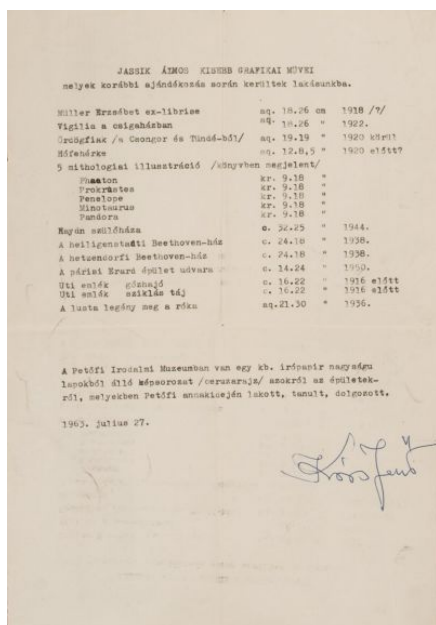 JASSIK ÁLMOS KISEBB GRAFIKAI MŰVEI
melyek korábbi ajándékozás során kerültek lakásunkba.
Müller Erzsébet ex-librise aq. 18.26 cm 1918 /?/
Vigilia a csigaházban aq. 18.26 " 1922.
Ördögfiak /a Csongor és Tündé-ből/ aq. 19.19 " 1920 körül
Hófehérke aq. 12.8,5 " 1920 előtt?
5 mithologiai illusztráció /könyvben megjelent/
Phaeton kr. 9.18 "
Prokrustes kr. 9.18 "
Penelope kr. 9.18 "
Minotaurus kr. 9.18 "
Pandora kr. 9.18 "
Haydn szülőháza c. 32.25 " 1944.
A heiligenstadti Beethoven-ház c. 24.18 " 1938.
A hetzendorfi Beethoven-ház c. 24.18 " 1938.
A párisi Erard épület udvara c. 14.24 " 1930.
Uti emlék gőzhajó c. 16.22 " 1916 előtt
Uti emlék sziklás táj c. 16.22 " 1916 előtt
A lusta legény meg a róka aq. 21.30 " 1936.
A Petőfi Irodalmi Muzeumban van egy kb. irópapir nagyságu
lapokból álló képsorozat /ceruzarajz/ azokról az épületek-
ről, melyekben Petőfi annakidején lakott, tanult, dolgozott.
1963. julius 27.
Koós Jenő